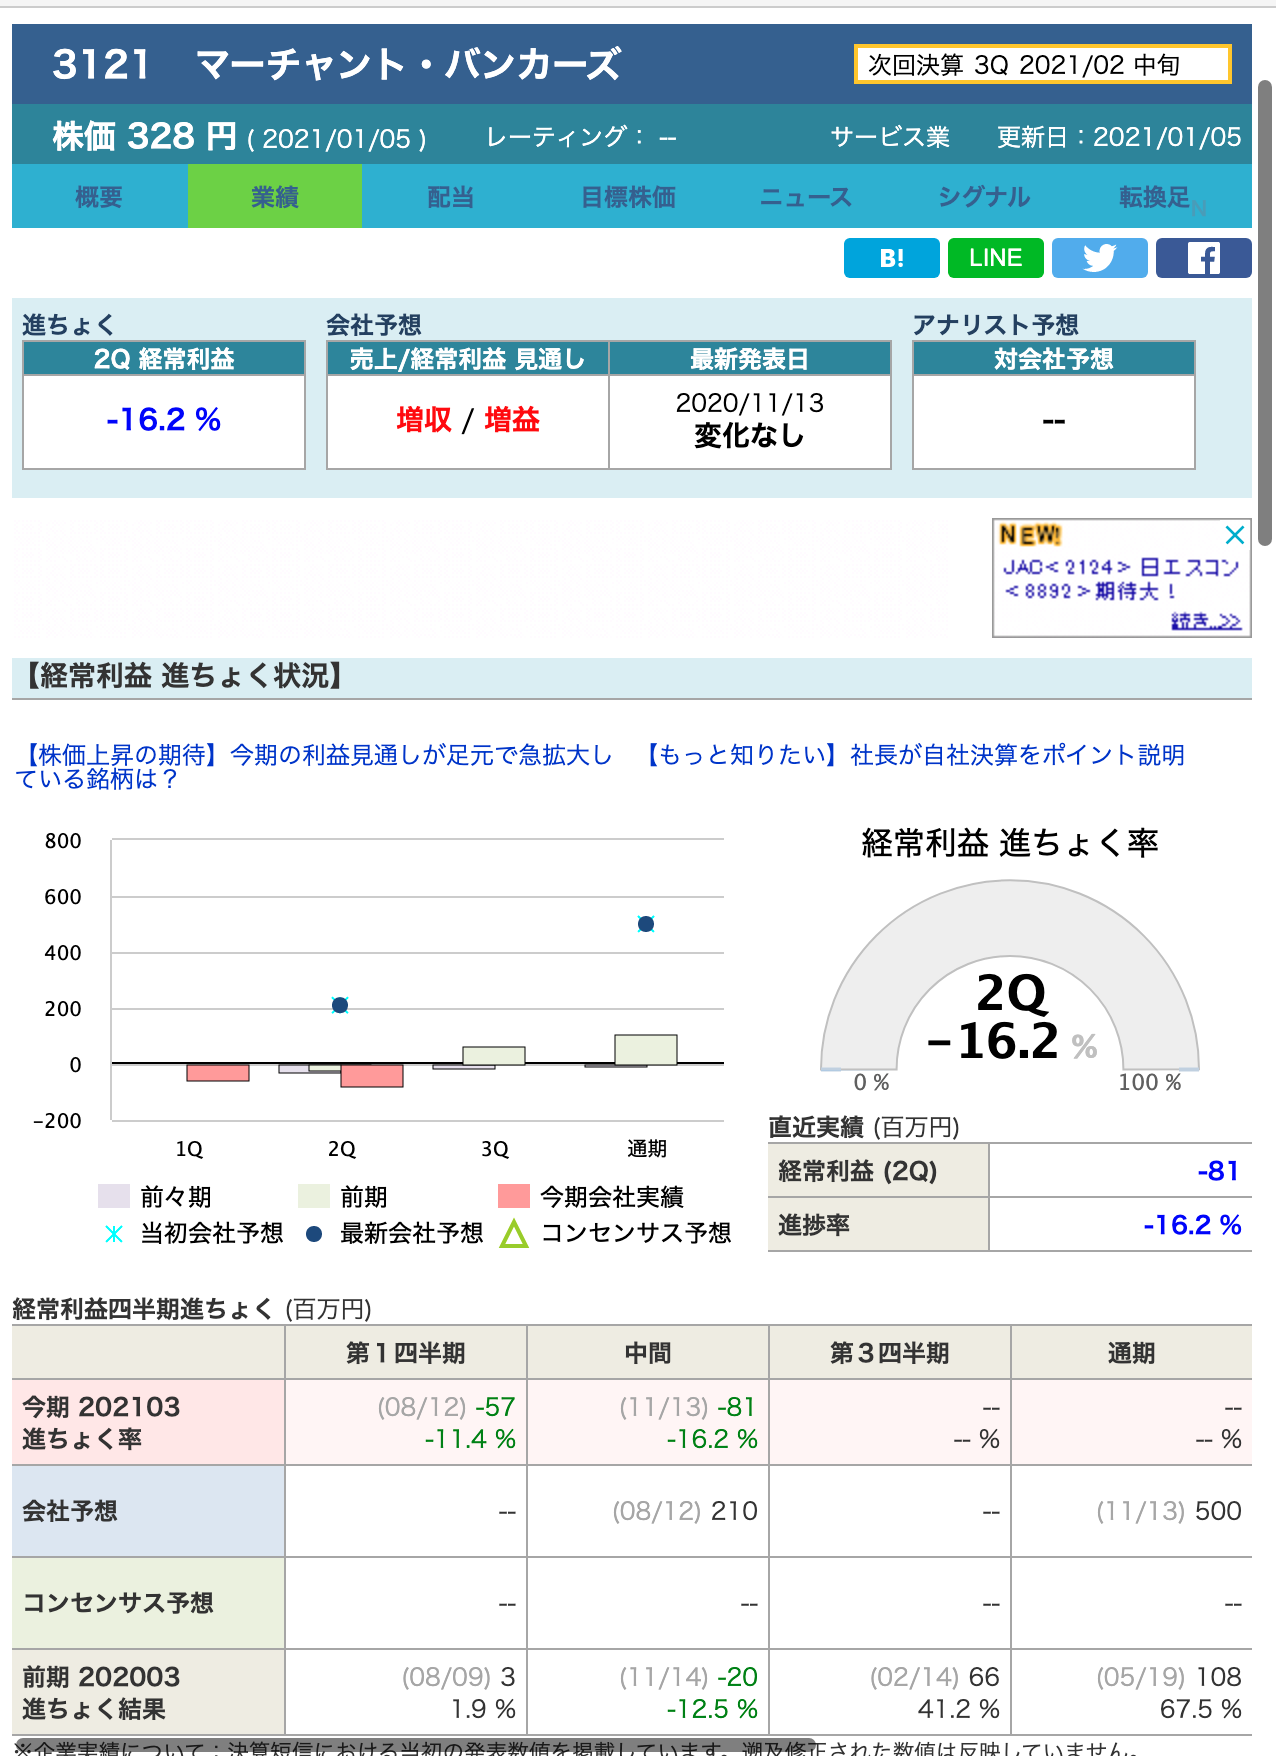 3121　マーチャント・バンカーズ
次回決算 3Q 2021/02 中旬
株価 328 円 ( 2021/01/05 )　レーティング： --　サービス業　更新日：2021/01/05
概要　業績　配当　目標株価　ニュース　シグナル　転換足
B!　LINE
進ちょく　会社予想　アナリスト予想
2Q 経常利益　売上/経常利益 見通し　最新発表日　対会社予想
-16.2 %　増収 / 増益　2020/11/13　--
変化なし
NEW!
JAC<2124> 日エスコン
<8892>期待大！
続き..>>
【経常利益 進ちょく状況】
【株価上昇の期待】今期の利益見通しが足元で急拡大し
ている銘柄は？
【もっと知りたい】社長が自社決算をポイント説明
800
600
400
200
0
-200
1Q　2Q　3Q　通期
前々期　前期　今期会社実績
当初会社予想　最新会社予想　コンセンサス予想
経常利益 進ちょく率
2Q
-16.2 %
0 %　100 %
直近実績 (百万円)
経常利益 (2Q)　-81
進捗率　-16.2 %
経常利益四半期進ちょく (百万円)
第１四半期　中間　第３四半期　通期
今期 202103　(08/12) -57　(11/13) -81　--　--
進ちょく率　-11.4 %　-16.2 %　-- %　-- %
会社予想　--　(08/12) 210　--　(11/13) 500
コンセンサス予想　--　--　--　--
前期 202003　(08/09) 3　(11/14) -20　(02/14) 66　(05/19) 108
進ちょく結果　1.9 %　-12.5 %　41.2 %　67.5 %
※企業実績について：決算短信における当初の発表数値を掲載しています。遡及修正された数値は反映していません。